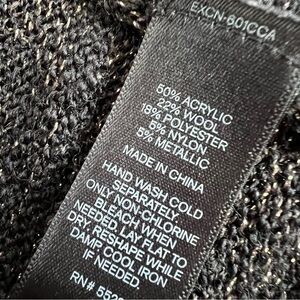 EXCN-601CCA
50% ACRYLIC
22% WOOL
18% POLYESTER
5% NYLON
5% METALLIC
MADE IN CHINA
HAND WASH COLD
SEPARATELY
ONLY NON-CHLORINE
BLEACH WHEN
NEEDED LAY FLAT TO
DRY, RESHAPE WHILE
DAMP COOL IRON
IF NEEDED.
RN#